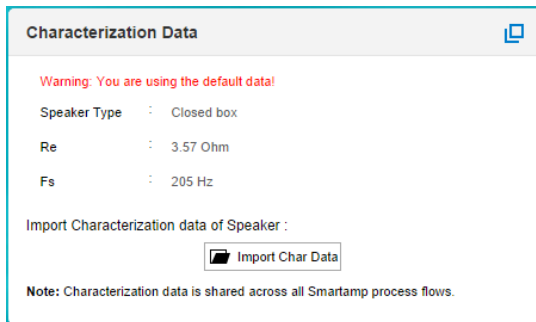 Characterization Data
Warning: You are using the default data!
Speaker Type : Closed box
Re : 3.57 Ohm
Fs : 205 Hz
Import Characterization data of Speaker :
Import Char Data
Note: Characterization data is shared across all Smartamp process flows.